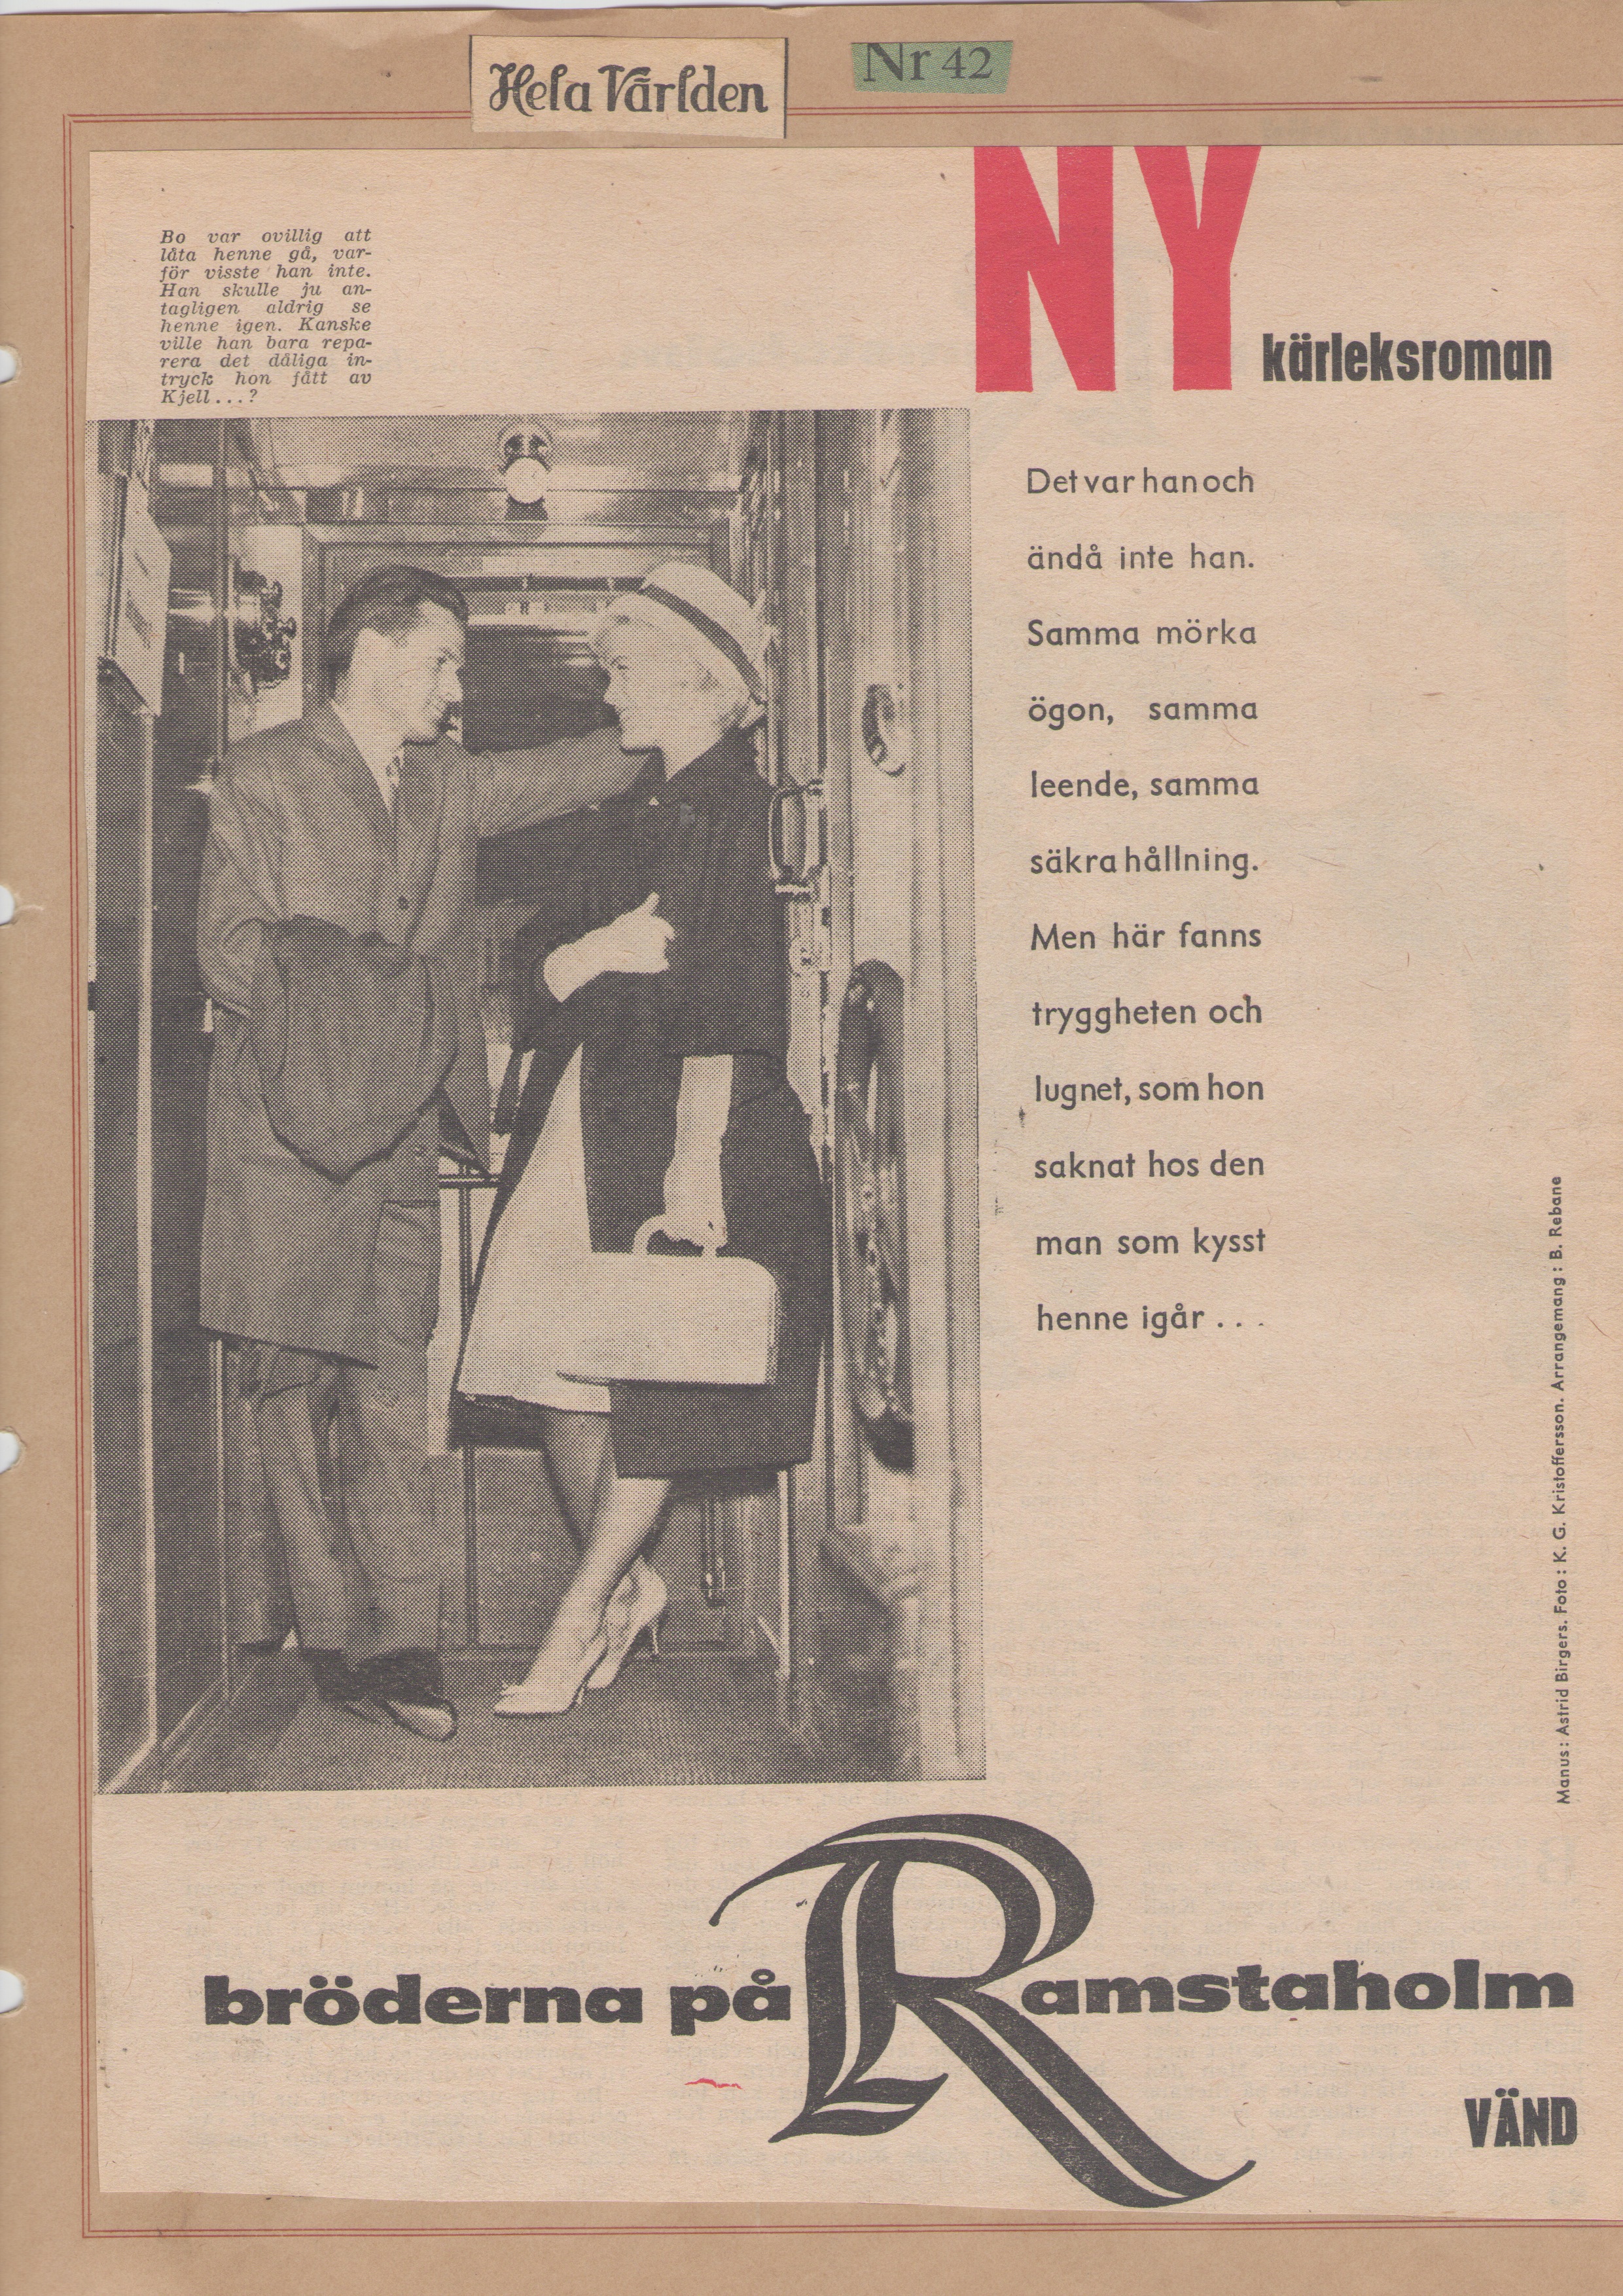 Hela Världen
Nr 42
NY
kärleksroman
Bo var ovillig att
låta henne gå, var-
för visste han inte.
Han skulle ju an-
tagligen aldrig se
henne igen. Kanske
ville han bara repa-
rera det dåliga in-
tryck hon fått av
Kjell...?
Det var han och
ändå inte han.
Samma mörka
ögon, samma
leende, samma
säkra hållning.
Men här fanns
tryggheten och
lugnet, som hon
saknat hos den
man som kysst
henne igår...
Manus: Astrid Birgers. Foto: K. G. Kristoffersson. Arrangemang: B. Rebane
bröderna på Ramstaholm
VÄND